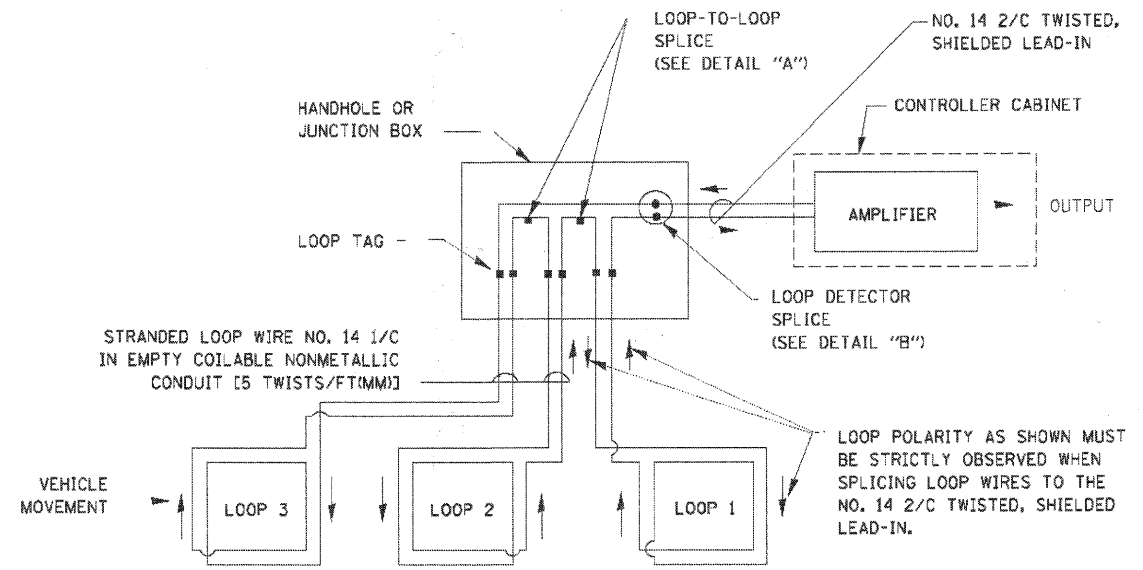 LOOP-TO-LOOP
SPLICE
(SEE DETAIL "A")
NO. 14 2/C TWISTED,
SHIELDED LEAD-IN
HANDHOLE OR
JUNCTION BOX
CONTROLLER CABINET
AMPLIFIER
OUTPUT
LOOP TAG
LOOP DETECTOR
SPLICE
(SEE DETAIL "B")
STRANDED LOOP WIRE NO. 14 1/C
IN EMPTY COILABLE NONMETALLIC
CONDUIT [5 TWISTS/FT(MM)]
LOOP POLARITY AS SHOWN MUST
BE STRICTLY OBSERVED WHEN
SPLICING LOOP WIRES TO THE
NO. 14 2/C TWISTED, SHIELDED
LEAD-IN.
VEHICLE
MOVEMENT
LOOP 3
LOOP 2
LOOP 1